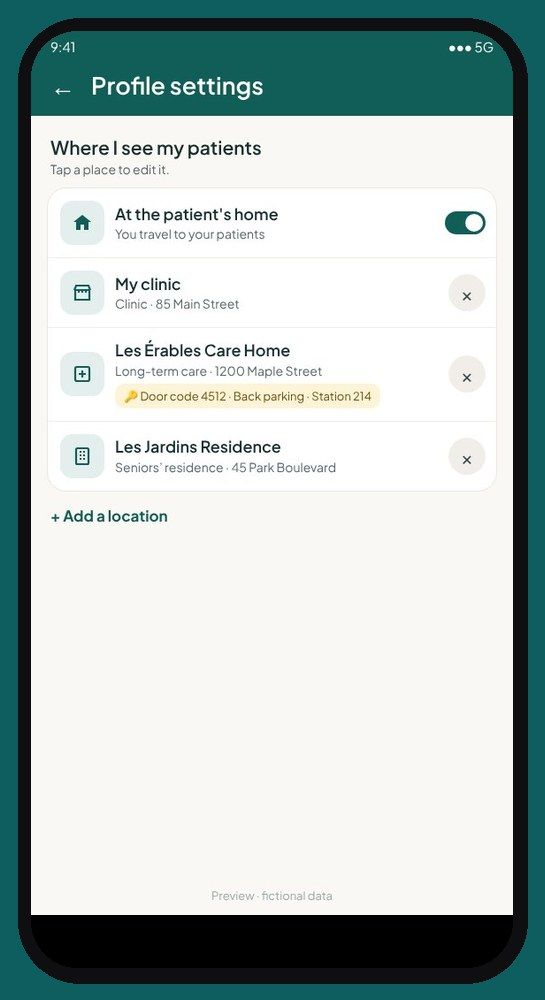 9:41 ●●● 5G
← Profile settings
Where I see my patients
Tap a place to edit it.
At the patient's home
You travel to your patients
My clinic
Clinic · 85 Main Street
×
Les Érables Care Home
Long-term care · 1200 Maple Street
🔑 Door code 4512 · Back parking · Station 214
×
Les Jardins Residence
Seniors’ residence · 45 Park Boulevard
×
+ Add a location
Preview · fictional data